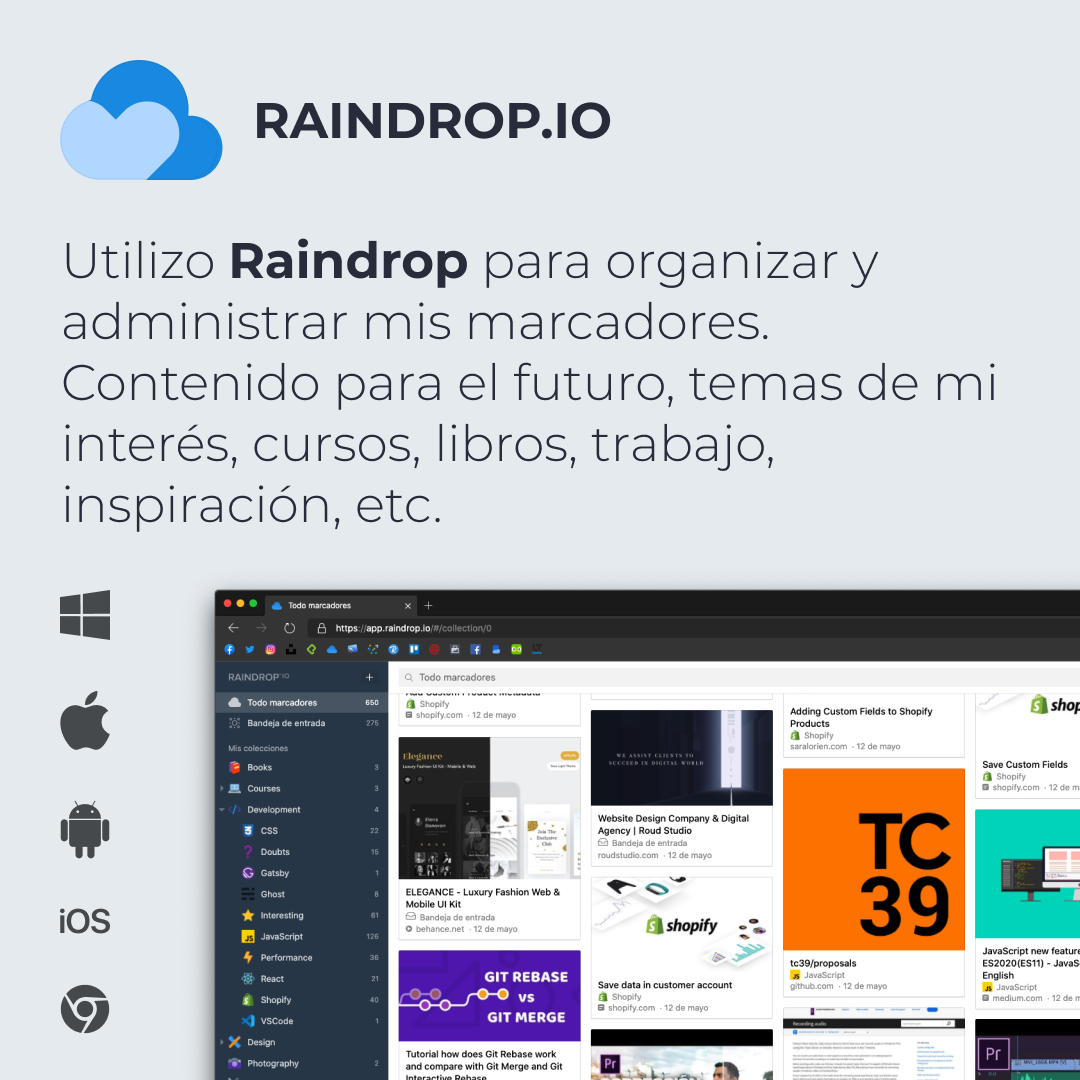 RAINDROP.IO
Utilizo Raindrop para organizar y
administrar mis marcadores.
Contenido para el futuro, temas de mi
interés, cursos, libros, trabajo,
inspiración, etc.
iOS
Todo marcadores
https://app.raindrop.io/#/collection/0
RAINDROP.IO
Todo marcadores 650
Bandeja de entrada 275
Mis colecciones
Books 3
Courses 3
Development 4
CSS 22
Doubts 15
Gatsby 1
Ghost 8
Interesting 61
JavaScript 126
Performance 36
React 21
Shopify 40
VSCode 1
Design 11
Photography 2
Todo marcadores
Add Custom Product Metadata
Shopify
shopify.com · 12 de mayo
Elegance
Luxury Fashion UI Kit - Mobile & Web
Join The
Exclusive
Club
ELEGANCE - Luxury Fashion Web &
Mobile UI Kit
Bandeja de entrada
behance.net · 12 de mayo
GIT REBASE
VS
GIT MERGE
Tutorial how does Git Rebase work
and compare with Git Merge and Git
Interactive Rebase
WE ASSIST CLIENTS TO
SUCCEED IN DIGITAL WORLD
Website Design Company & Digital
Agency | Roud Studio
Bandeja de entrada
roudstudio.com · 12 de mayo
shopify
Save data in customer account
Shopify
shopify.com · 12 de mayo
Pr
Adding Custom Fields to Shopify
Products
Shopify
saralorien.com · 12 de mayo
TC
39
tc39/proposals
JavaScript
github.com · 12 de mayo
Recording audio
shop
Save Custom Fields
Shopify
shopify.com · 12 de m
JavaScript new feature
ES2020(ES11) - JavaS
English
JavaScript
medium.com · 12 de m
Pr